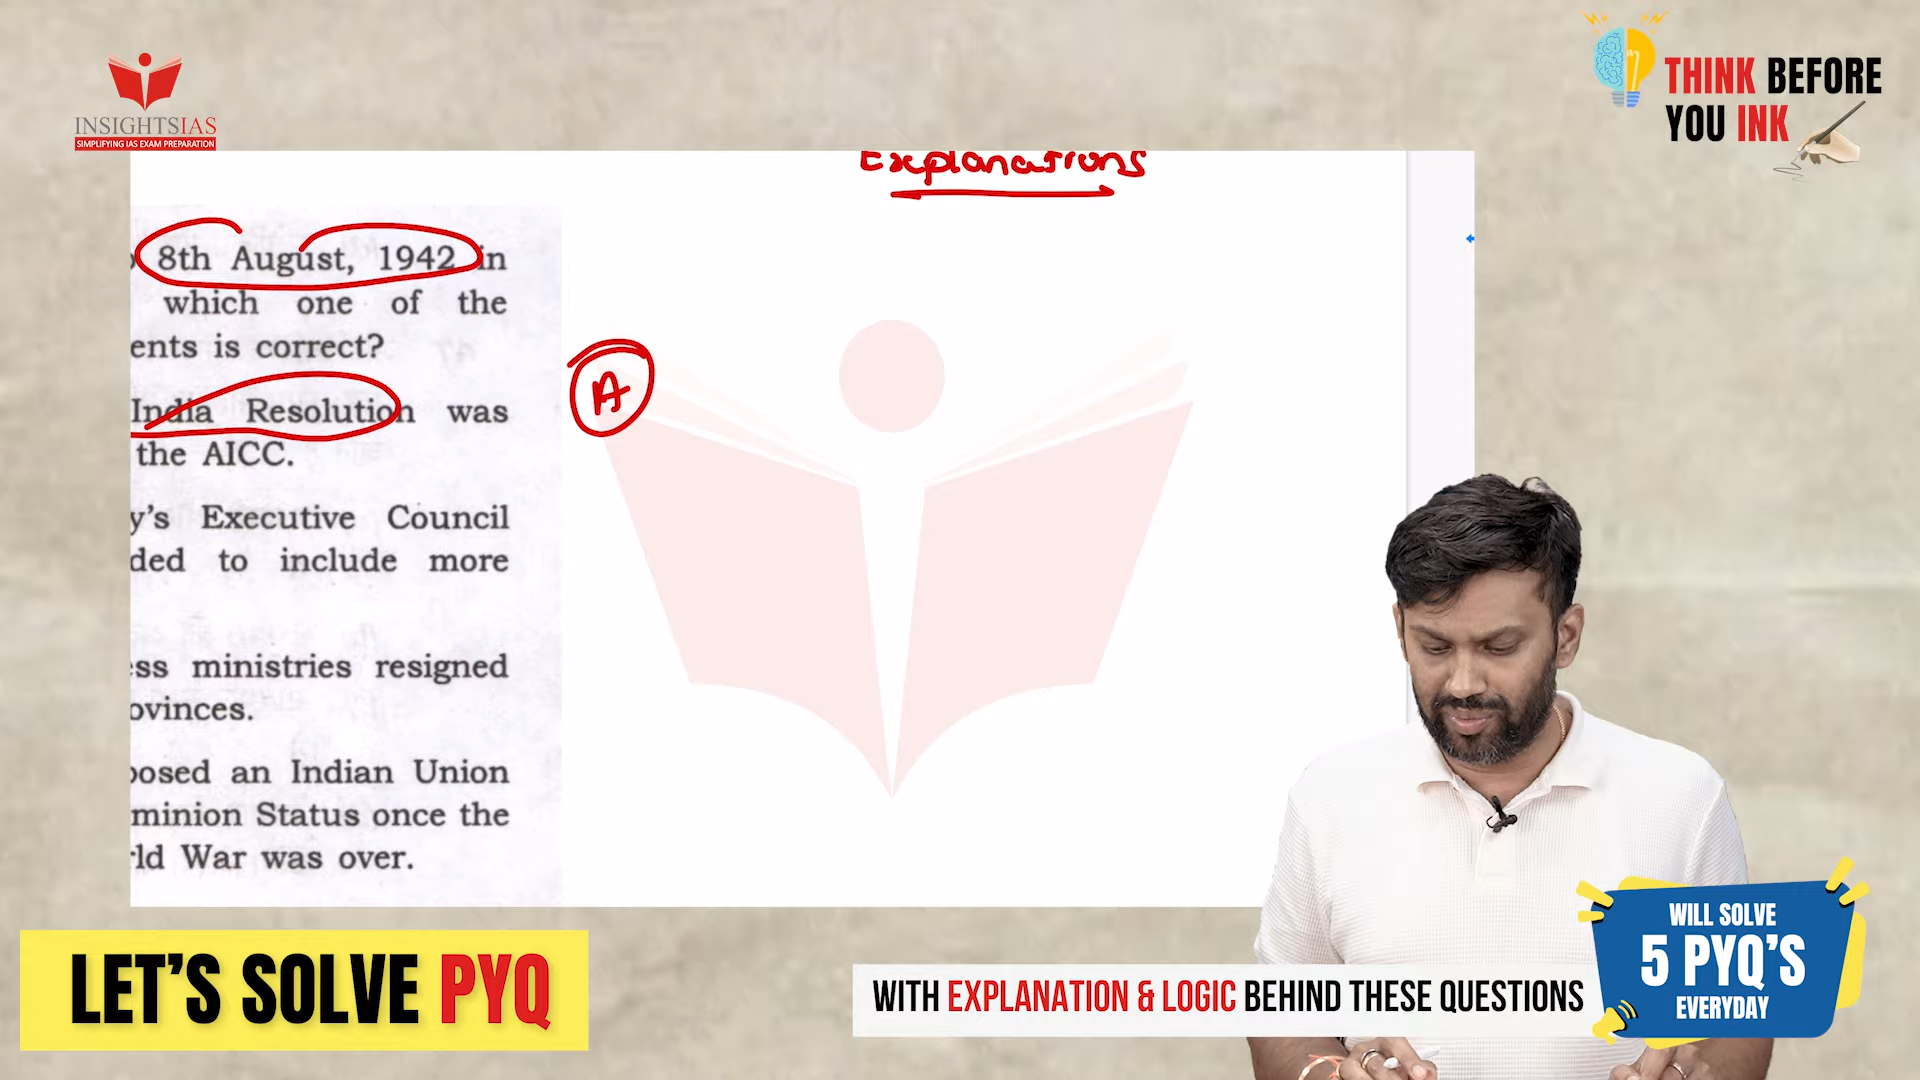 INSIGHTSIAS
SIMPLIFYING IAS EXAM PREPARATION
THINK BEFORE
YOU INK
Explanations
8th August, 1942 in
which one of the
ents is correct?
India Resolution was
the AICC.
y's Executive Council
ded to include more
ess ministries resigned
ovinces.
posed an Indian Union
minion Status once the
rld War was over.
A
LET'S SOLVE PYQ
WITH EXPLANATION & LOGIC BEHIND THESE QUESTIONS
WILL SOLVE
5 PYQ'S
EVERYDAY